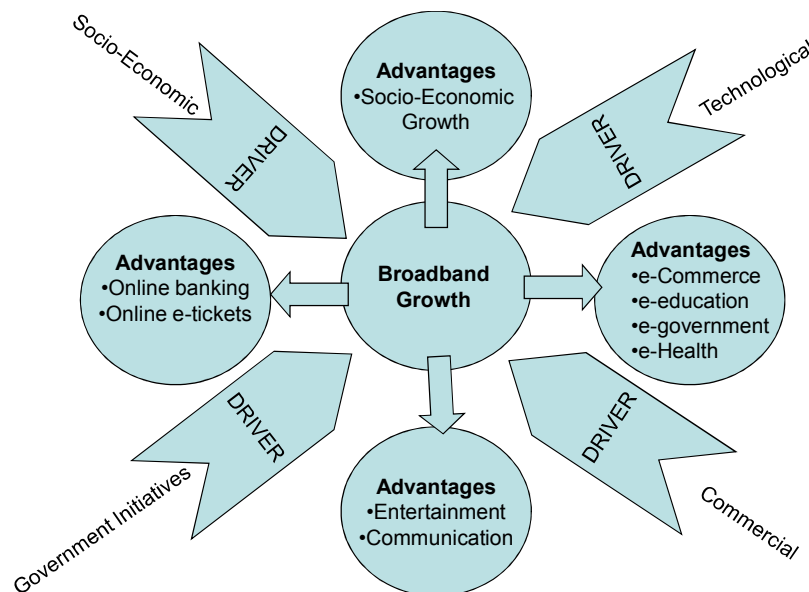 Socio-Economic
DRIVER
Technological
DRIVER
Advantages
•Socio-Economic
Growth
Advantages
•Online banking
•Online e-tickets
Broadband
Growth
Advantages
•e-Commerce
•e-education
•e-government
•e-Health
Government Initiatives
DRIVER
Advantages
•Entertainment
•Communication
DRIVER
Commercial